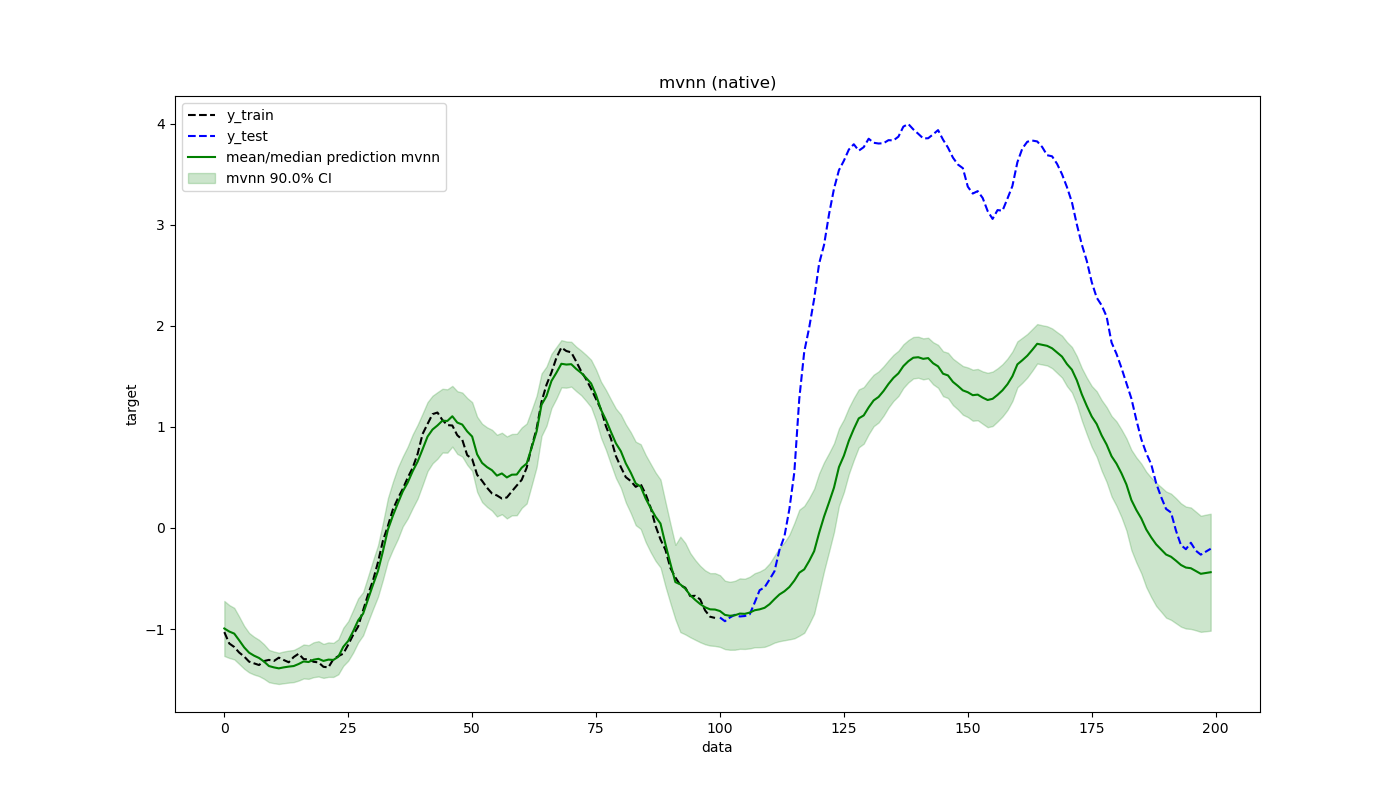 mvnn (native)
y_train
y_test
mean/median prediction mvnn
mvnn 90.0% CI
4
3
2
1
0
−1
target
0
25
50
75
100
125
150
175
200
data